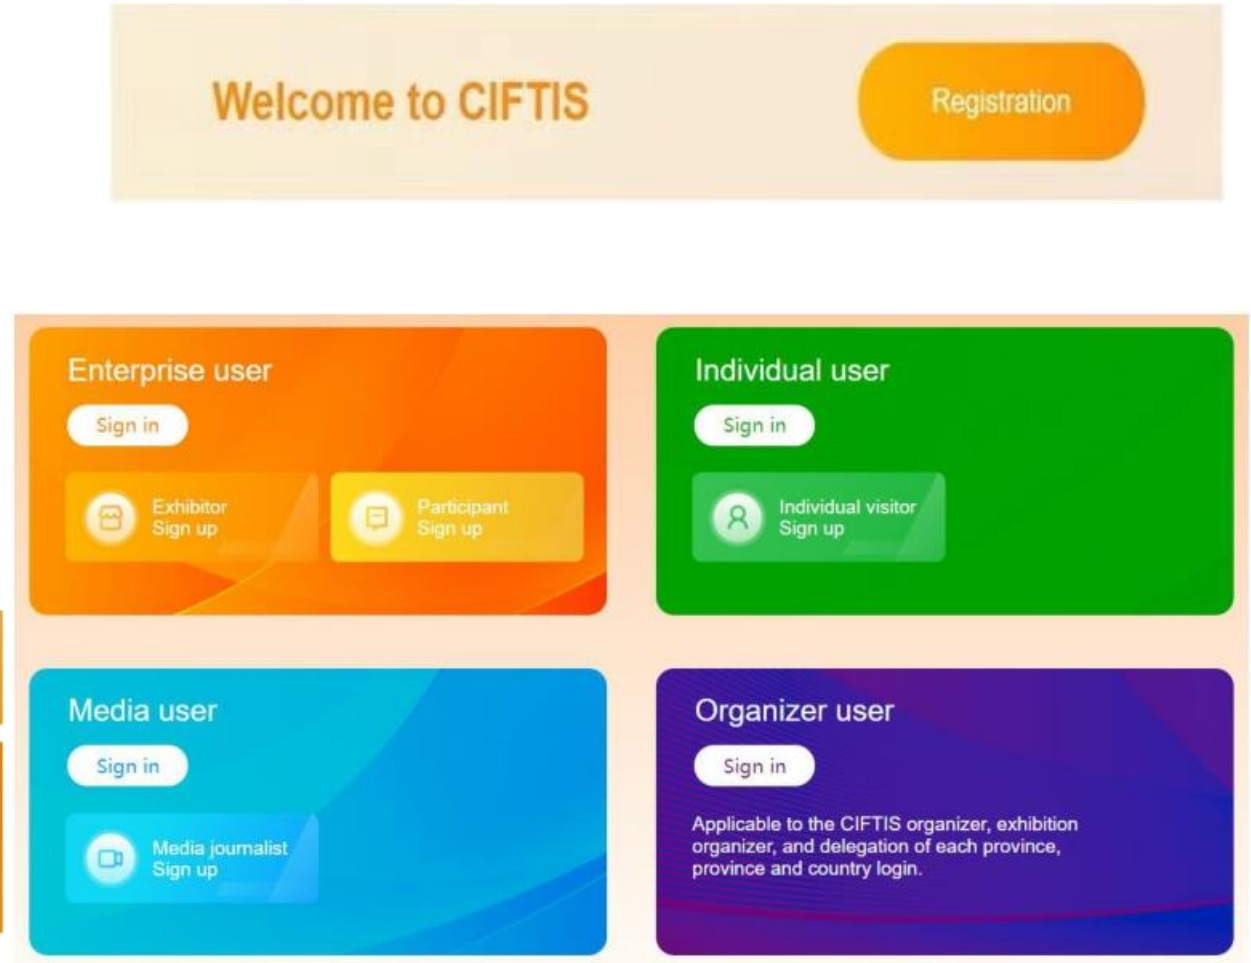 Welcome to CIFTIS
Registration
Enterprise user
Sign in
Exhibitor
Sign up
Participant
Sign up
Individual user
Sign in
Individual visitor
Sign up
Media user
Sign in
Media journalist
Sign up
Organizer user
Sign in
Applicable to the CIFTIS organizer, exhibition
organizer, and delegation of each province,
province and country login.